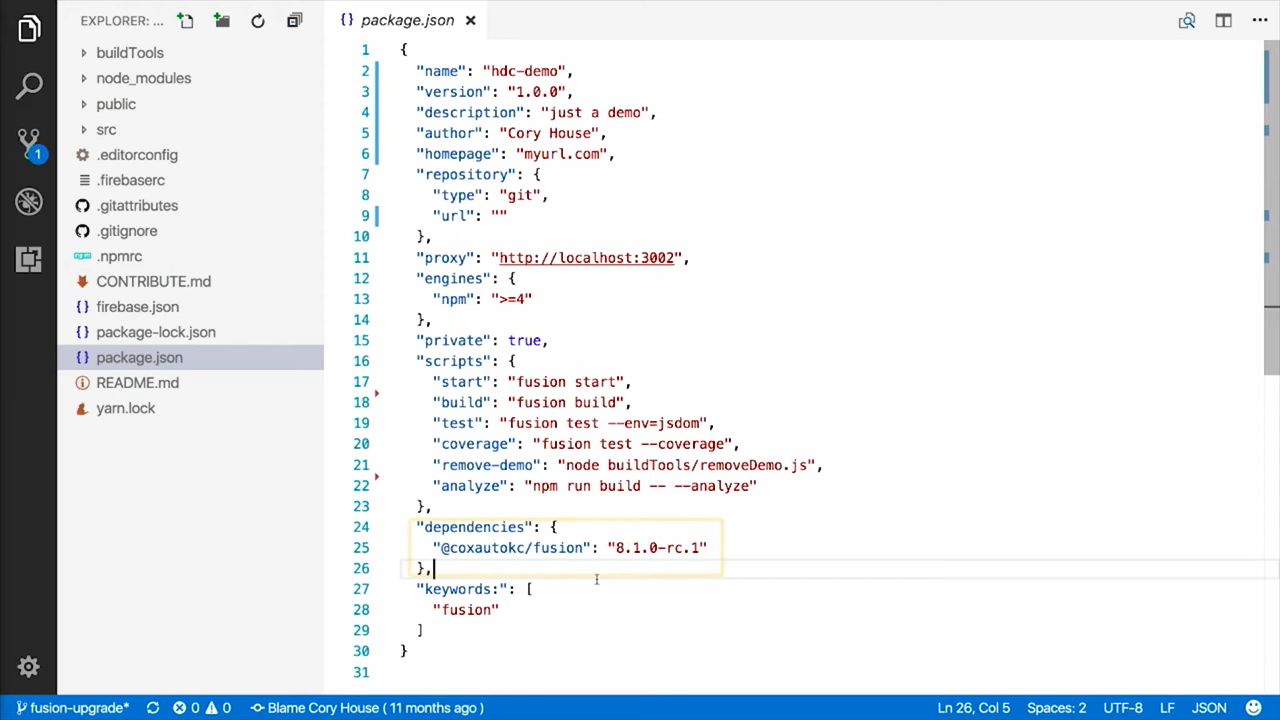 EXPLORER: ...
buildTools
node_modules
public
src
.editorconfig
.firebaserc
.gitattributes
.gitignore
.npmrc
CONTRIBUTE.md
firebase.json
package-lock.json
package.json
README.md
yarn.lock
1
{} package.json ×
1 {
2 "name": "hdc-demo",
3 "version": "1.0.0",
4 "description": "just a demo",
5 "author": "Cory House",
6 "homepage": "myurl.com",
7 "repository": {
8 "type": "git",
9 "url": ""
10 },
11 "proxy": "http://localhost:3002",
12 "engines": {
13 "npm": ">=4"
14 },
15 "private": true,
16 "scripts": {
17 "start": "fusion start",
18 "build": "fusion build",
19 "test": "fusion test --env=jsdom",
20 "coverage": "fusion test --coverage",
21 "remove-demo": "node buildTools/removeDemo.js",
22 "analyze": "npm run build -- --analyze"
23 },
24 "dependencies": {
25 "@coxautokc/fusion": "8.1.0-rc.1"
26 },
27 "keywords:": [
28 "fusion"
29 ]
30 }
31
fusion-upgrade* 0 0 Blame Cory House ( 11 months ago ) Ln 26, Col 5 Spaces: 2 UTF-8 LF JSON